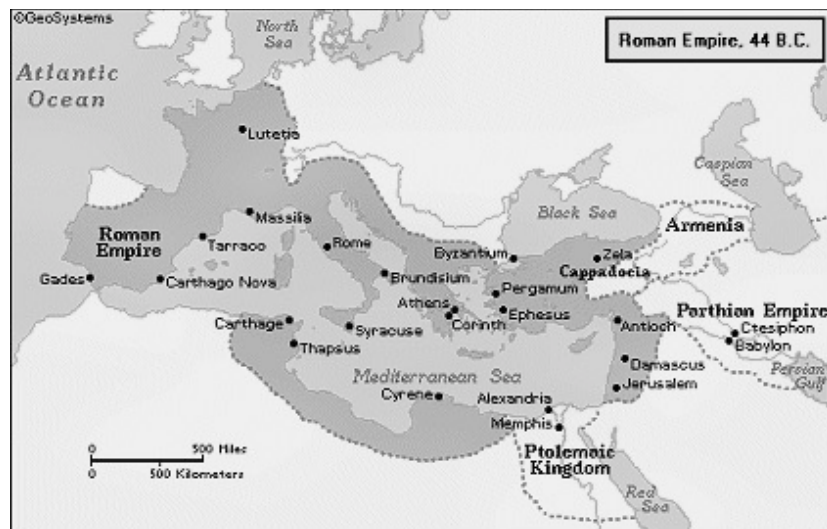 ©GeoSystems
North
Sea
Roman Empire, 44 B.C.
Atlantic
Ocean
Lutetia
Caspian
Sea
Massilia
Black Sea
Armenia
Roman
Empire
Tarraco
Rome
Byzantium
Zela
Cappadocia
Gades
Carthago Nova
Brundisium
Pergamum
Athens
Ephesus
Parthian Empire
Carthage
Syracuse
Corinth
Antioch
Ctesiphon
Babylon
Thapsus
Damascus
Persian
Gulf
Mediterranean Sea
Jerusalem
Cyrene
Alexandria
Memphis
0 500 Miles
0 500 Kilometers
Ptolemaic
Kingdom
Red
Sea